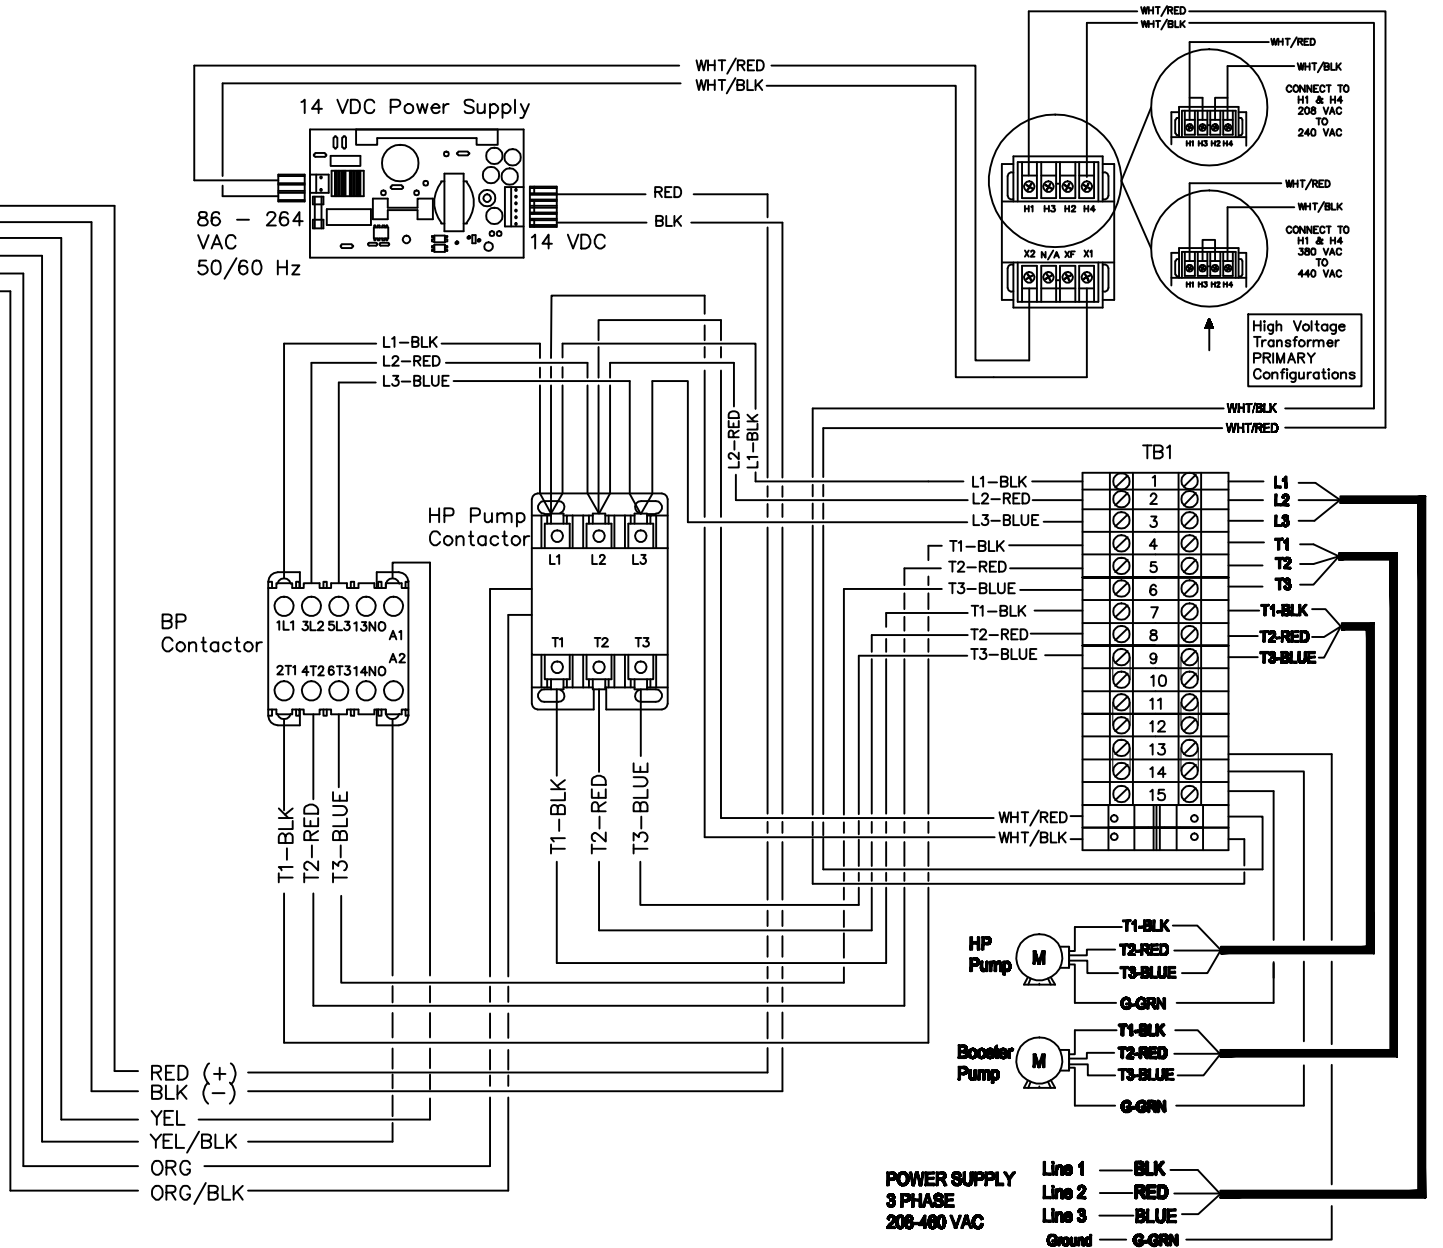 WHT/RED
WHT/BLK
WHT/RED
WHT/BLK
14 VDC Power Supply
86 – 264
VAC
50/60 Hz
RED
BLK
14 VDC
WHT/RED
WHT/BLK
CONNECT TO
H1 & H4
208 VAC
TO
240 VAC
H1 H3 H2 H4
H1 H3 H2 H4
X2 N/A XF X1
WHT/RED
WHT/BLK
CONNECT TO
H1 & H4
380 VAC
TO
440 VAC
H1 H3 H2 H4
High Voltage
Transformer
PRIMARY
Configurations
L1-BLK
L2-RED
L3-BLUE
L2-RED
L1-BLK
WHT/BLK
WHT/RED
TB1
HP Pump
Contactor
L1 L2 L3
T1 T2 T3
BP
Contactor
1L1 3L2 5L3 13NO
A1
A2
2T1 4T2 6T3 14NO
L1-BLK
L2-RED
L3-BLUE
T1-BLK
T2-RED
T3-BLUE
T1-BLK
T2-RED
T3-BLUE
1
2
3
4
5
6
7
8
9
10
11
12
13
14
15
L1
L2
L3
T1
T2
T3
T1-BLK
T2-RED
T3-BLUE
T1-BLK
T2-RED
T3-BLUE
T1-BLK
T2-RED
T3-BLUE
WHT/RED
WHT/BLK
HP
Pump
M
T1-BLK
T2-RED
T3-BLUE
G-GRN
Booster
Pump
M
T1-BLK
T2-RED
T3-BLUE
G-GRN
RED (+)
BLK (–)
YEL
YEL/BLK
ORG
ORG/BLK
POWER SUPPLY
3 PHASE
208-460 VAC
Line 1 BLK
Line 2 RED
Line 3 BLUE
Ground G-GRN